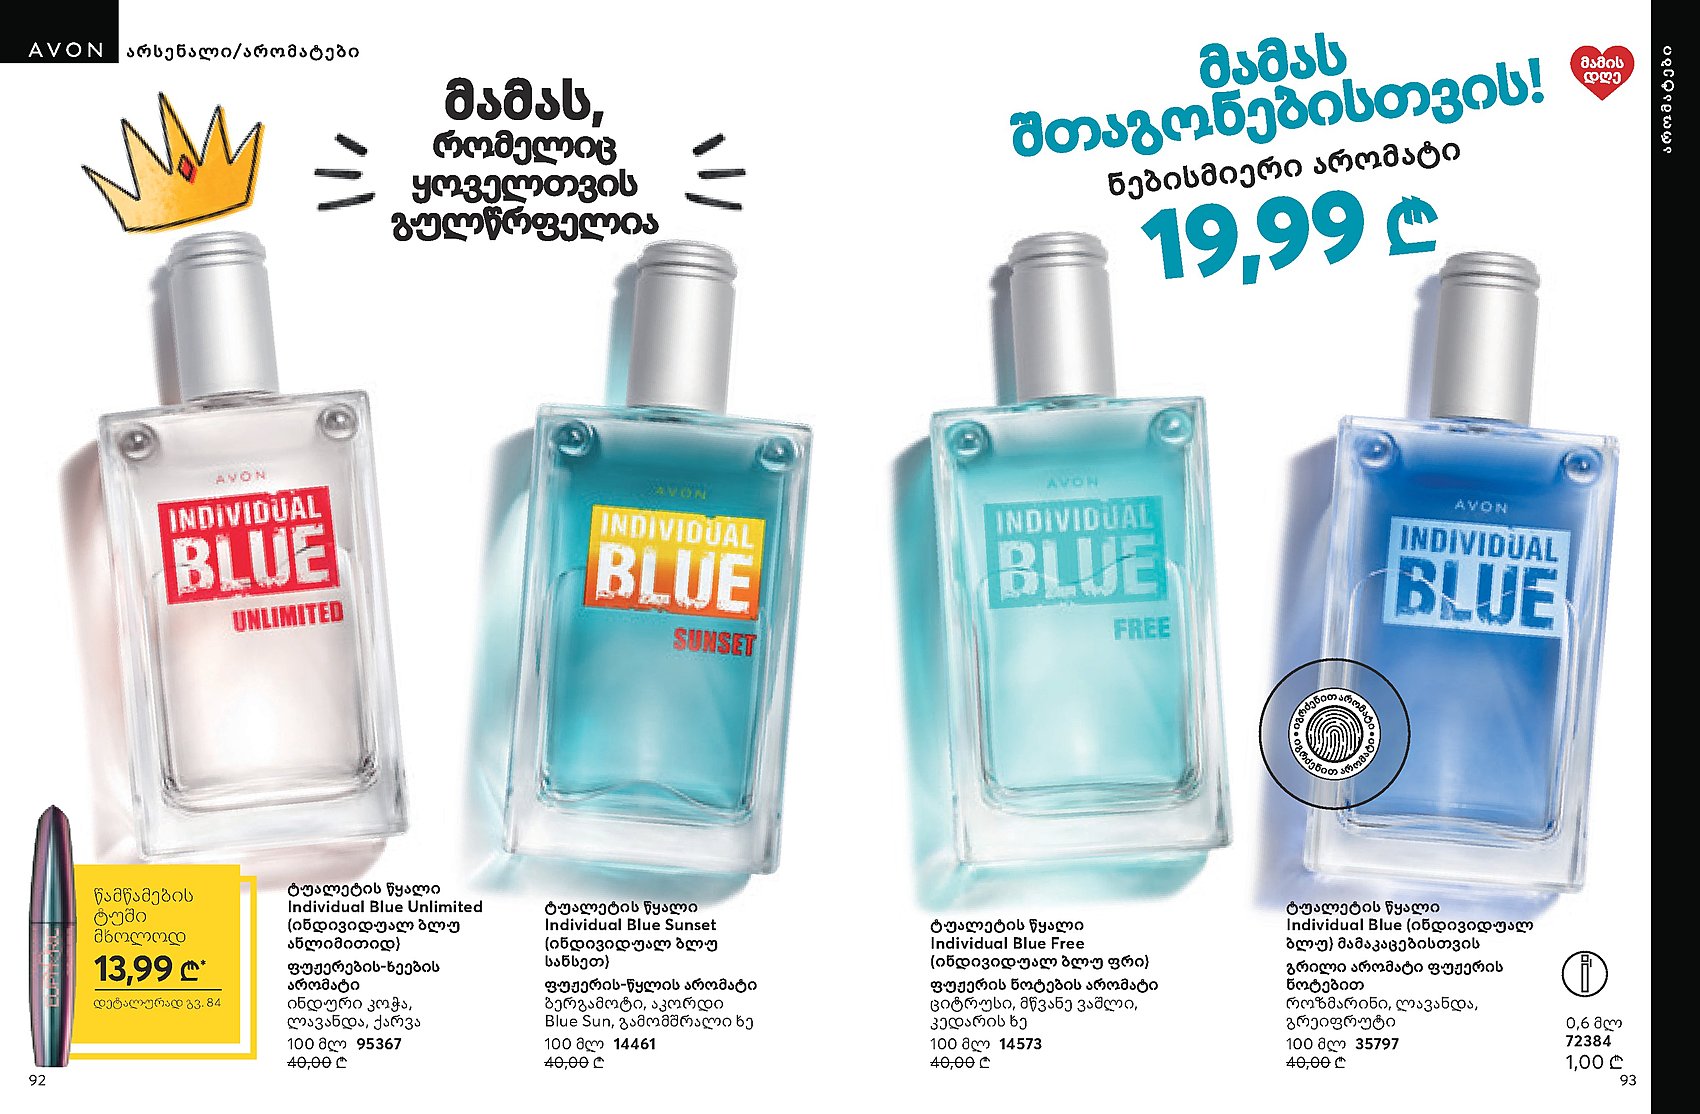 AVON
არსენალი/არომატები
მამას,
რომელიც
ყოველთვის
გულწრფელია
AVON
INDIVIDUAL
BLUE
UNLIMITED
AVON
INDIVIDUAL
BLUE
SUNSET
წამწამების
ტუში
მხოლოდ
13,99 ₾*
დეტალურად გვ. 84
ტუალეტის წყალი
Individual Blue Unlimited
(ინდივიდუალ ბლუ
ანლიმითიდ)
ფუჟერების-ხეების
არომატი
ინდური კოჭა,
ლავანდა, ქარვა
100 მლ 95367
40,00 ₾
ტუალეტის წყალი
Individual Blue Sunset
(ინდივიდუალ ბლუ
სანსეთ)
ფუჟერის-წყლის არომატი
ბერგამოტი, აკორდი
Blue Sun, გამომშრალი ხე
100 მლ 14461
40,00 ₾
92
მამას
შთაგონებისთვის!
ნებისმიერი არომატი
19,99 ₾
მამის
დღე
არომატები
AVON
INDIVIDUAL
BLUE
FREE
AVON
INDIVIDUAL
BLUE
იგრძენით არომატი • იგრძენით არომატი •
ტუალეტის წყალი
Individual Blue Free
(ინდივიდუალ ბლუ ფრი)
ფუჟერის ნოტების არომატი
ციტრუსი, მწვანე ვაშლი,
კედარის ხე
100 მლ 14573
40,00 ₾
ტუალეტის წყალი
Individual Blue (ინდივიდუალ
ბლუ) მამაკაცებისთვის
გრილი არომატი ფუჟერის
ნოტებით
როზმარინი, ლავანდა,
გრეიფრუტი
100 მლ 35797
40,00 ₾
0,6 მლ
72384
1,00 ₾
93